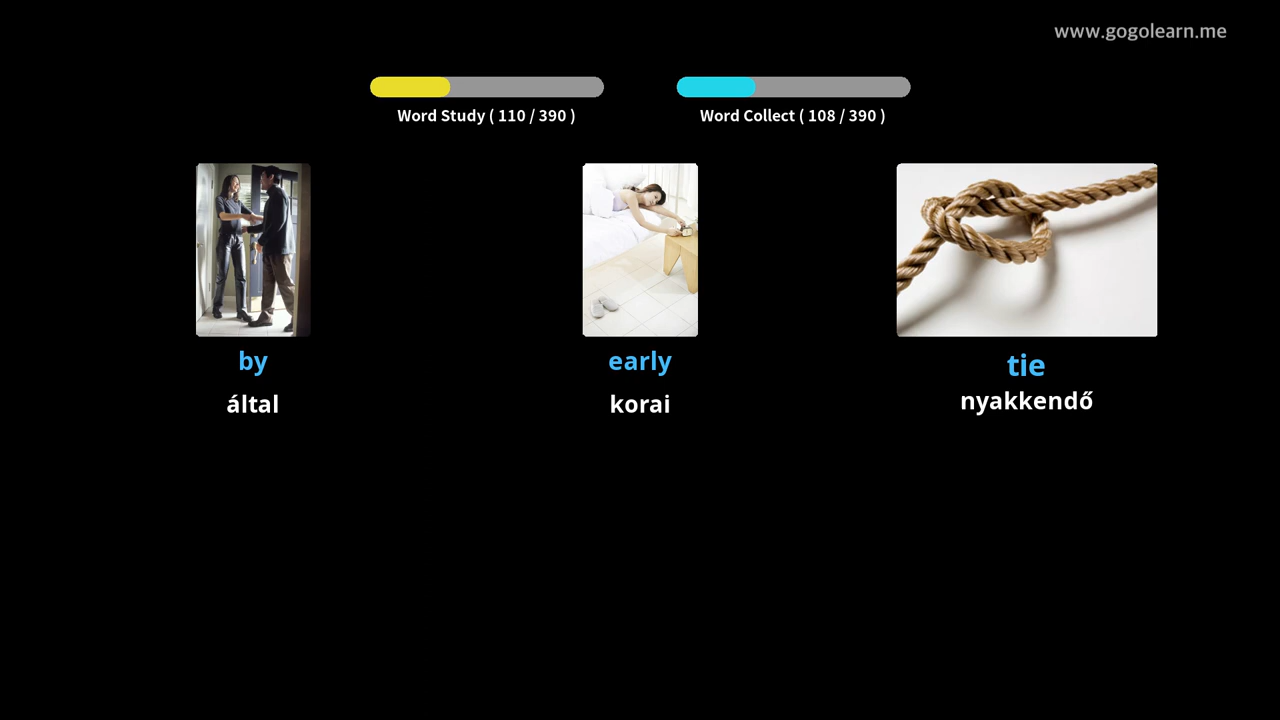 www.gogolearn.me
Word Study ( 110 / 390 )
Word Collect ( 108 / 390 )
by
által
early
korai
tie
nyakkendő